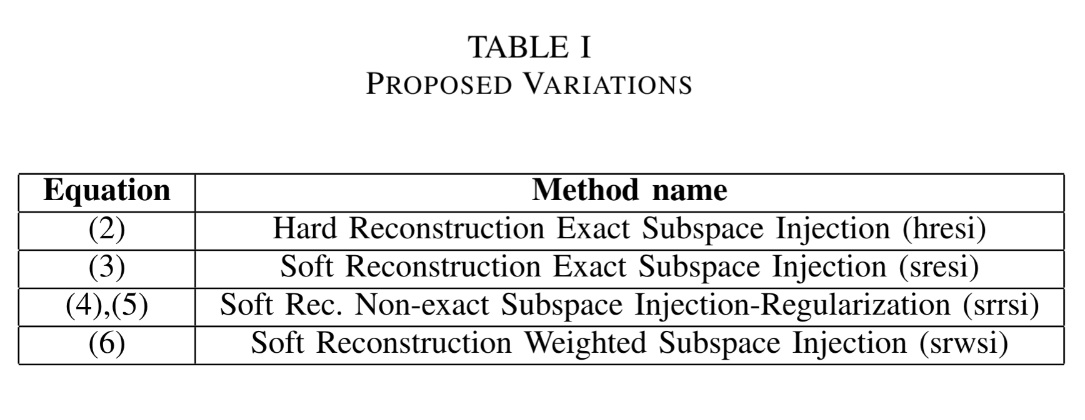 TABLE I
PROPOSED VARIATIONS
Equation Method name
(2) Hard Reconstruction Exact Subspace Injection (hresi)
(3) Soft Reconstruction Exact Subspace Injection (sresi)
(4),(5) Soft Rec. Non-exact Subspace Injection-Regularization (srrsi)
(6) Soft Reconstruction Weighted Subspace Injection (srwsi)